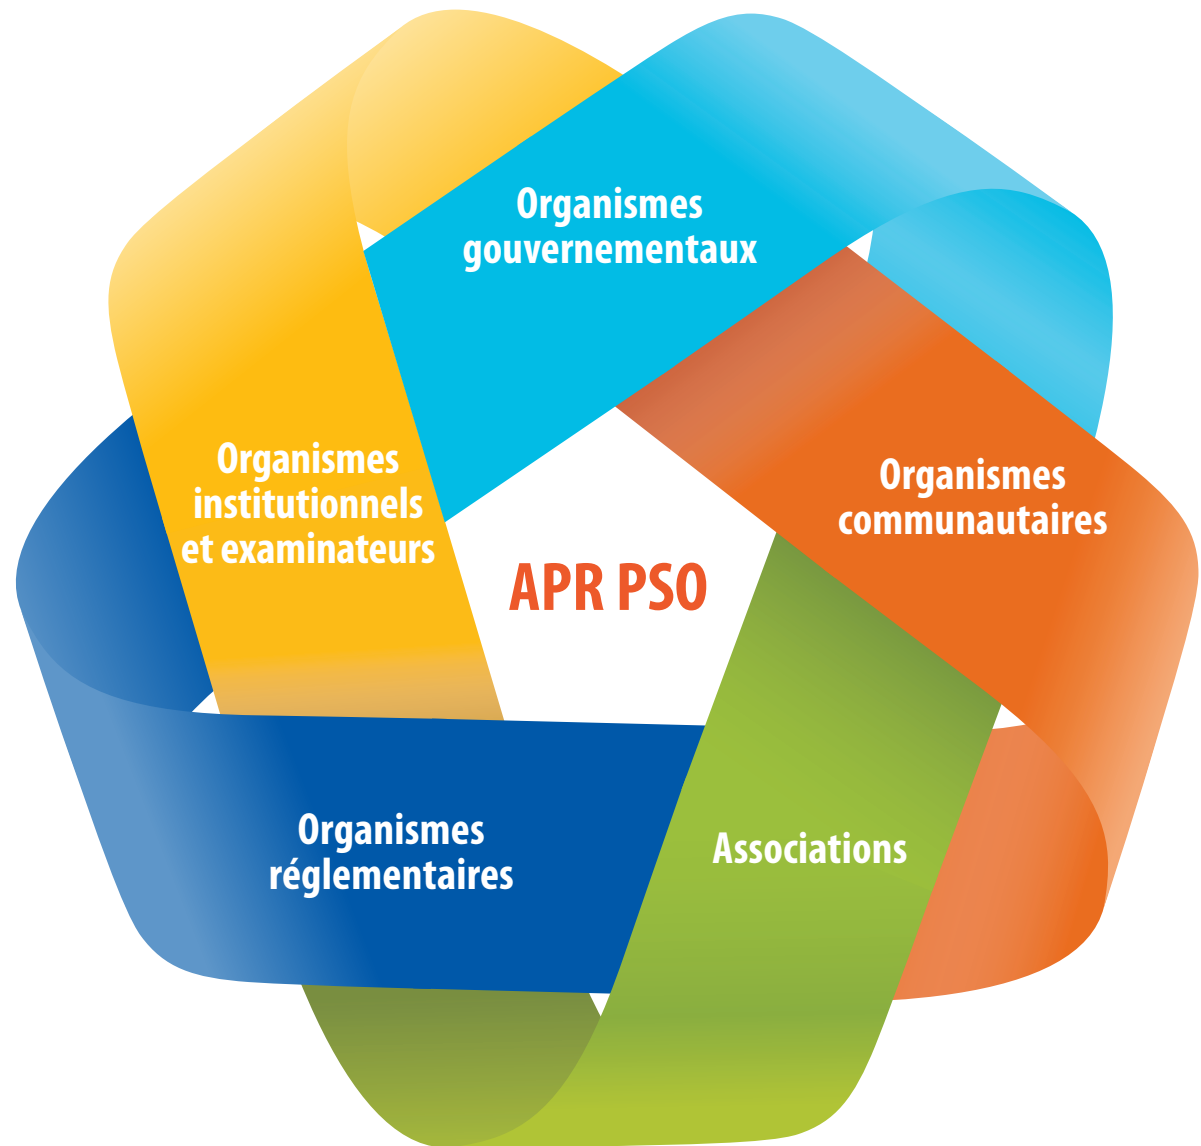 Organismes
gouvernementaux
Organismes
communautaires
Organismes
institutionnels
et examinateurs
APR PSO
Organismes
réglementaires
Associations